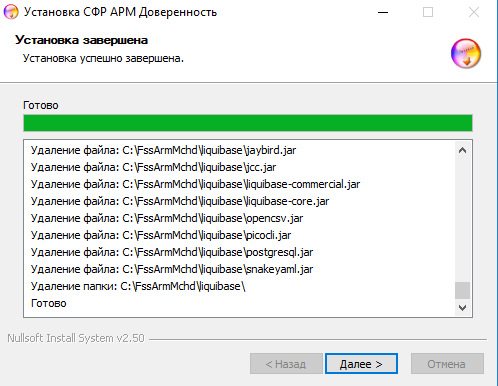 Установка СФР АРМ Доверенность
Установка завершена
Установка успешно завершена.
Готово
Удаление файла: C:\FssArmMchd\liquibase\jaybird.jar
Удаление файла: C:\FssArmMchd\liquibase\jcc.jar
Удаление файла: C:\FssArmMchd\liquibase\liquibase-commercial.jar
Удаление файла: C:\FssArmMchd\liquibase\liquibase-core.jar
Удаление файла: C:\FssArmMchd\liquibase\opencsv.jar
Удаление файла: C:\FssArmMchd\liquibase\picocli.jar
Удаление файла: C:\FssArmMchd\liquibase\postgresql.jar
Удаление файла: C:\FssArmMchd\liquibase\snakeyaml.jar
Удаление папки: C:\FssArmMchd\liquibase\
Готово
Nullsoft Install System v2.50
< Назад Далее > Отмена